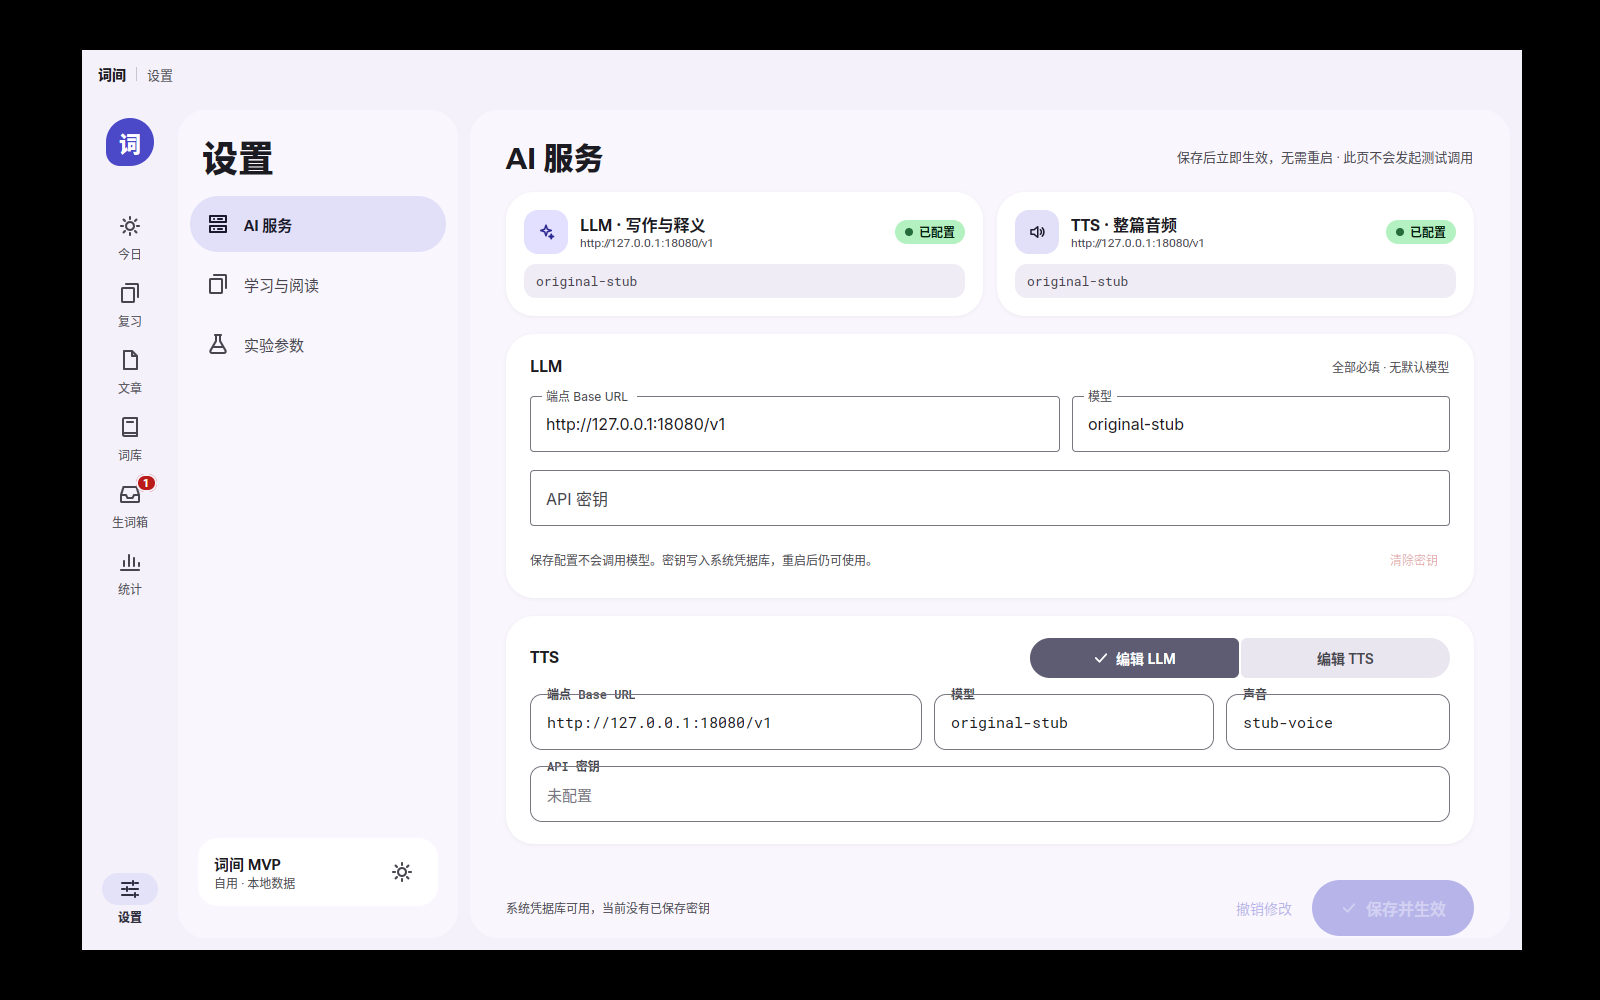 词间
设置
词
今日
复习
文章
词库
1
生词箱
统计
设置
设置
AI 服务
学习与阅读
实验参数
词间 MVP
自用 · 本地数据
AI 服务
保存后立即生效，无需重启 · 此页不会发起测试调用
LLM · 写作与释义
http://127.0.0.1:18080/v1
已配置
original-stub
TTS · 整篇音频
http://127.0.0.1:18080/v1
已配置
original-stub
LLM
全部必填 · 无默认模型
端点 Base URL
http://127.0.0.1:18080/v1
模型
original-stub
API 密钥
保存配置不会调用模型。密钥写入系统凭据库，重启后仍可使用。
清除密钥
TTS
编辑 LLM
编辑 TTS
端点 Base URL
http://127.0.0.1:18080/v1
模型
original-stub
声音
stub-voice
API 密钥
未配置
系统凭据库可用，当前没有已保存密钥
撤销修改
保存并生效